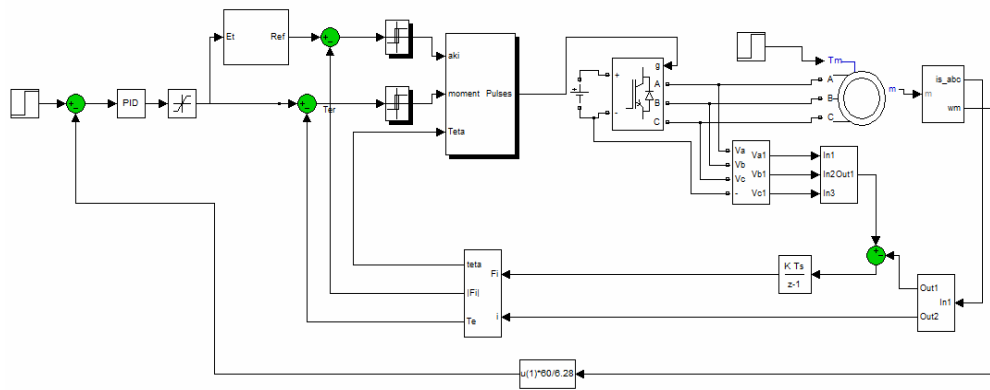 Et Ref
PID
Ter
aki
moment Pulses
Teta
+
-
g
A
B
C
Tm
A
B
C
m
m
is_abc
wm
Va Va1
Vb Vb1
Vc Vc1
-
In1
In2 Out1
In3
teta
Fi
|Fi|
Te
i
K Ts
z-1
Out1
In1
Out2
u(1)*60/6.28